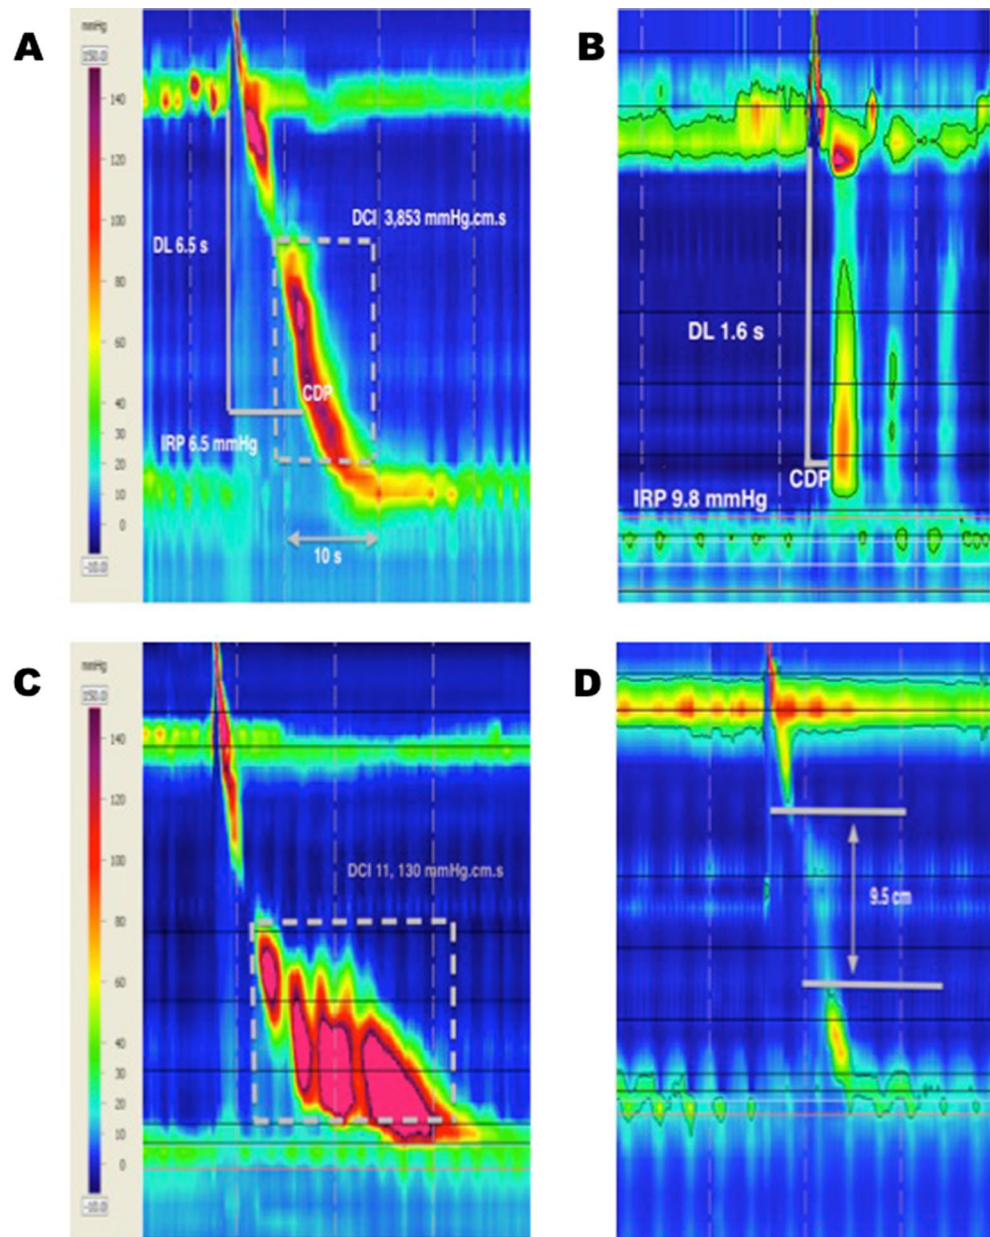 A
mmHg
150.0
140
120
100
80
60
40
30
20
10
0
-10.0
DCI 3,853 mmHg.cm.s
DL 6.5 s
CDP
IRP 6.5 mmHg
10 s
B
DL 1.6 s
CDP
IRP 9.8 mmHg
C
mmHg
150.0
140
120
100
80
60
40
30
20
10
0
-10.0
DCI 11, 130 mmHg.cm.s
D
9.5 cm